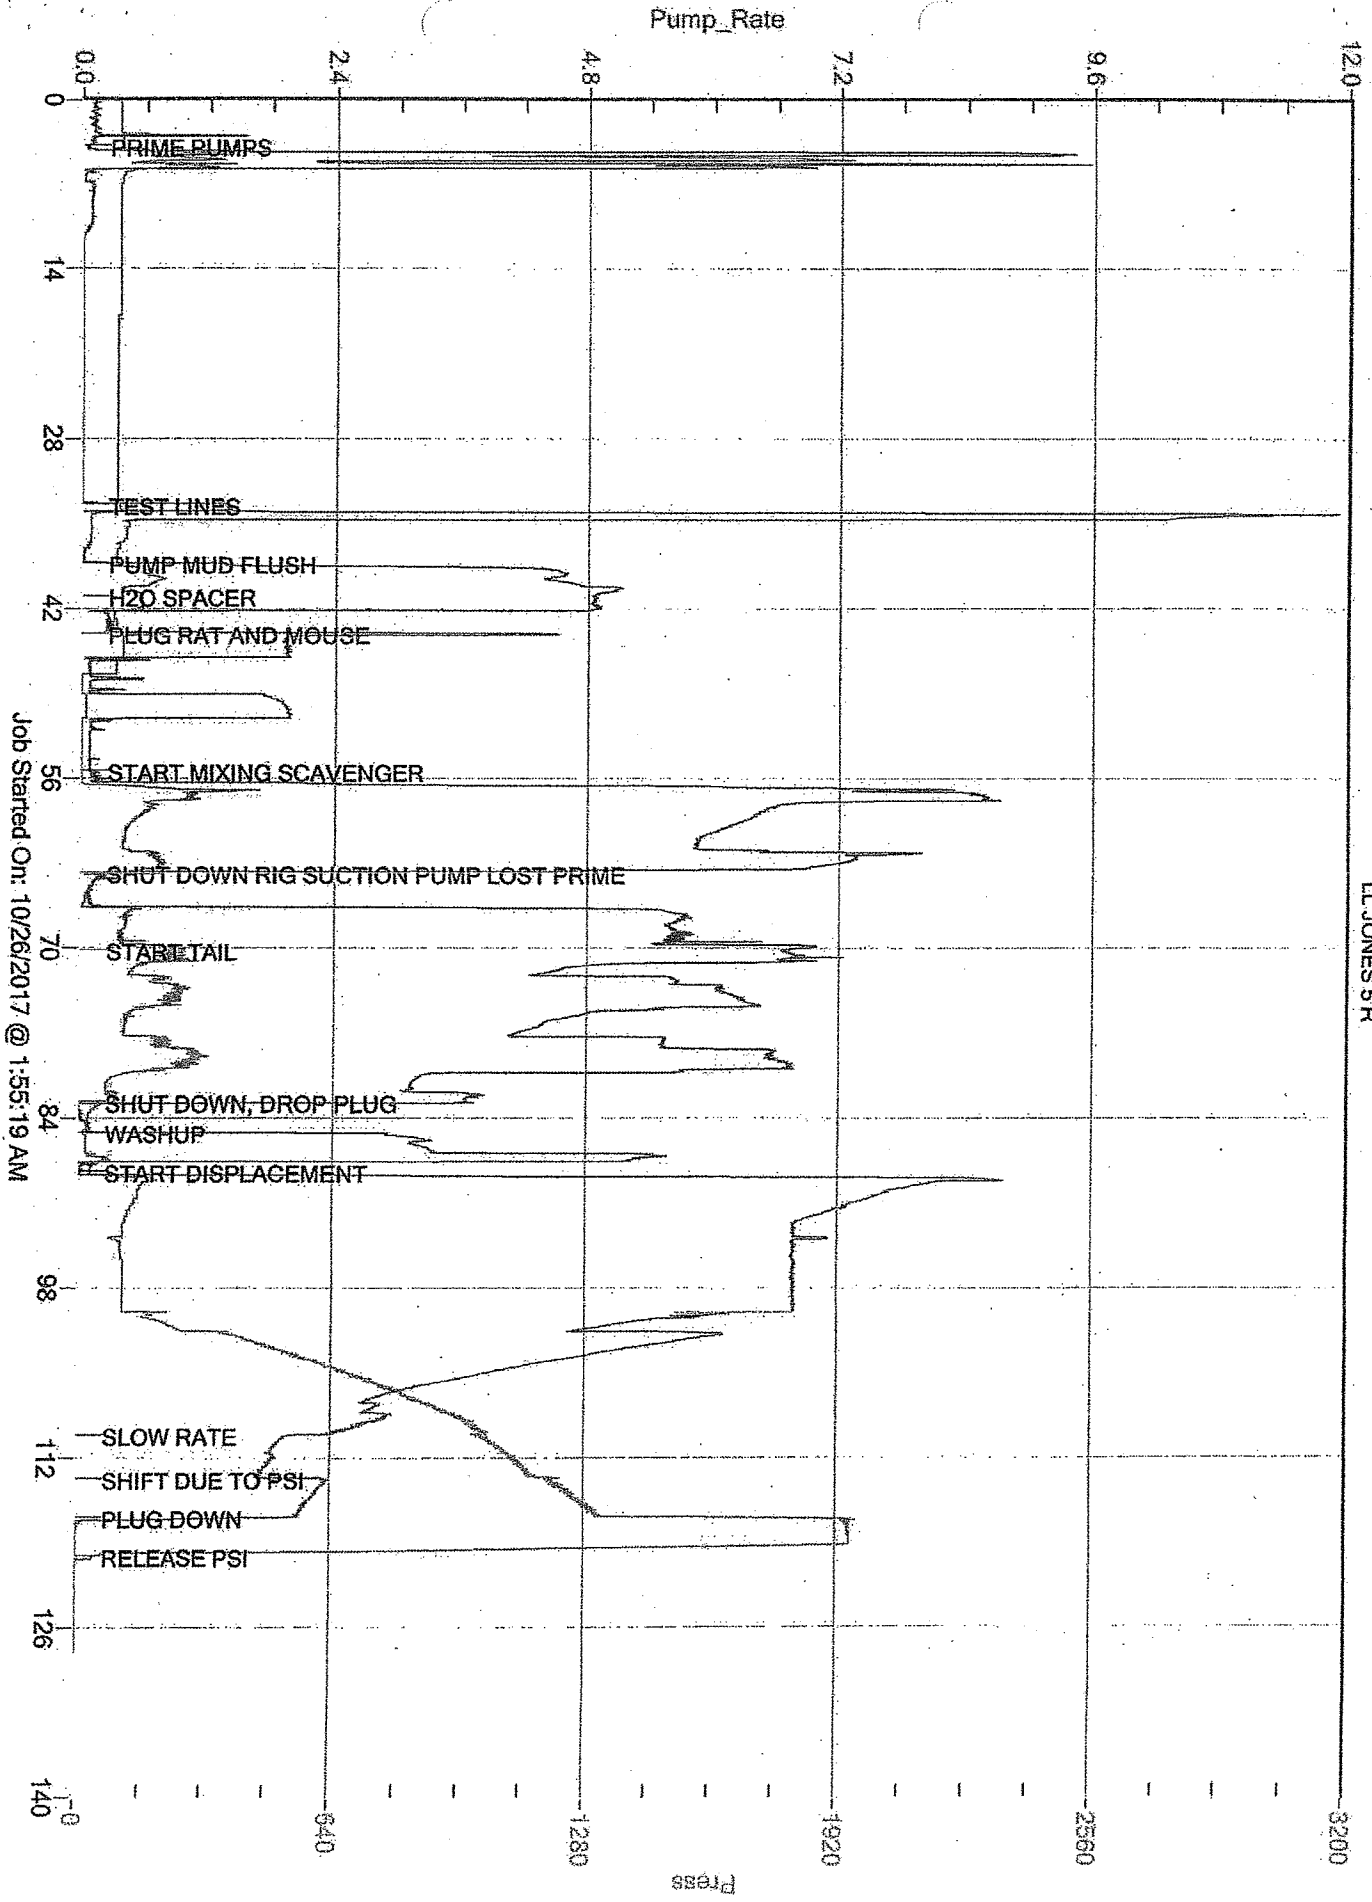 Pump_Rate
0.0
2.4
4.8
7.2
9.6
12.0
LL JONES 5 R
0
14
28
42
56
70
84
98
112
126
140
PRIME PUMPS
TEST LINES
PUMP MUD FLUSH
H2O SPACER
PLUG RAT AND MOUSE
START MIXING SCAVENGER
SHUT DOWN RIG SUCTION PUMP LOST PRIME
START TAIL
SHUT DOWN, DROP PLUG
WASHUP
START DISPLACEMENT
SLOW RATE
SHIFT DUE TO PSI
PLUG DOWN
RELEASE PSI
Job Started On: 10/26/2017 @ 1:55:19 AM
0
640
1280
1920
2560
3200
Press